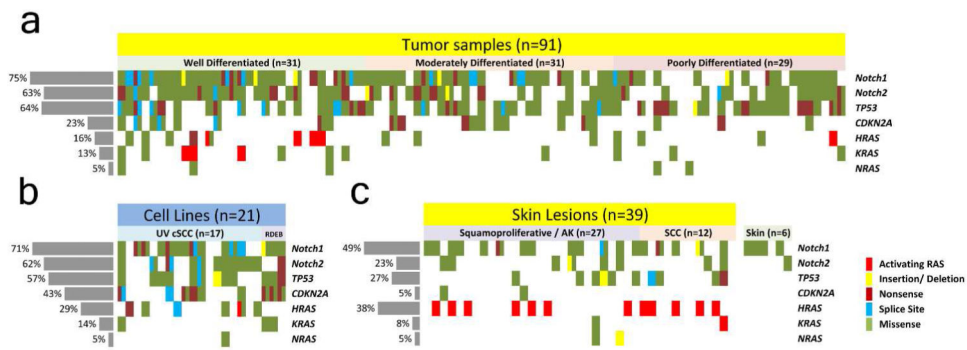 a
Tumor samples (n=91)
Well Differentiated (n=31) Moderately Differentiated (n=31) Poorly Differentiated (n=29)
75% Notch1
63% Notch2
64% TP53
23% CDKN2A
16% HRAS
13% KRAS
5% NRAS
b
Cell Lines (n=21)
UV cSCC (n=17) RDEB
71% Notch1
62% Notch2
57% TP53
43% CDKN2A
29% HRAS
14% KRAS
5% NRAS
c
Skin Lesions (n=39)
Squamoproliferative / AK (n=27) SCC (n=12) Skin (n=6)
49% Notch1
23% Notch2
27% TP53
5% CDKN2A
38% HRAS
8% KRAS
5% NRAS
Activating RAS
Insertion/ Deletion
Nonsense
Splice Site
Missense